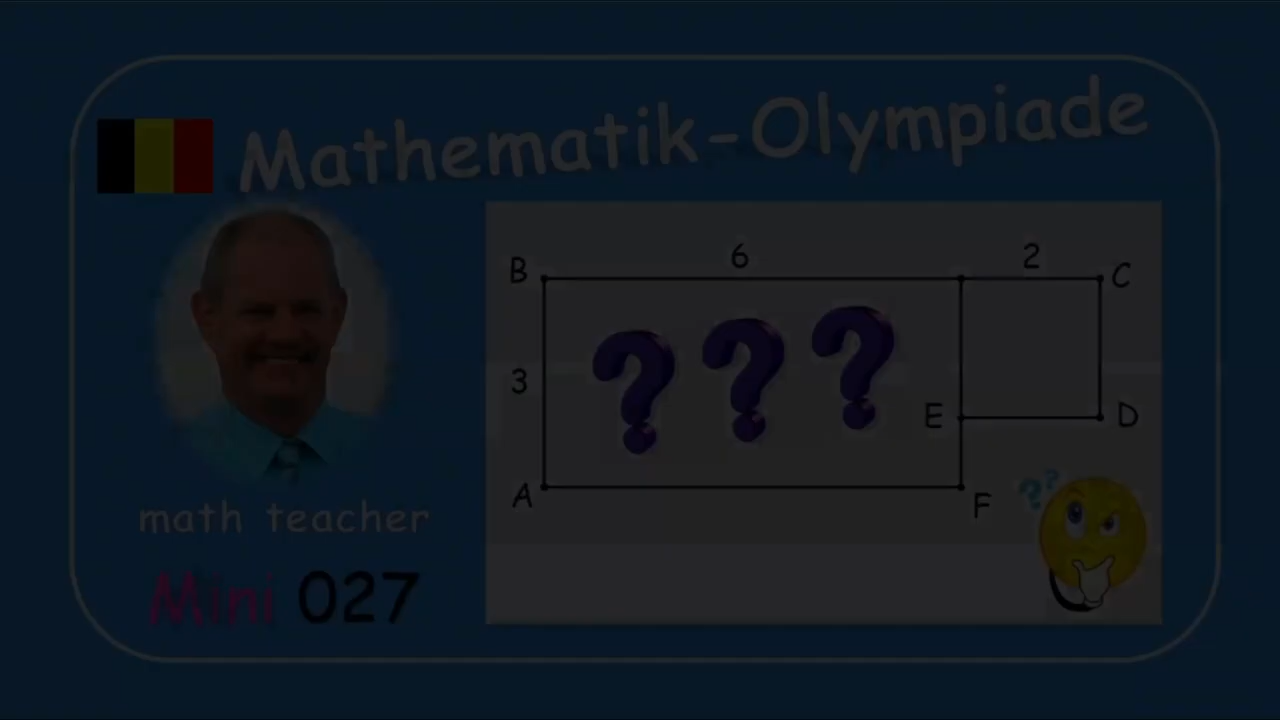 Mathematik-Olympiade
B 6 2 C
3
E D
A F
? ? ?
??
math teacher
Mini 027